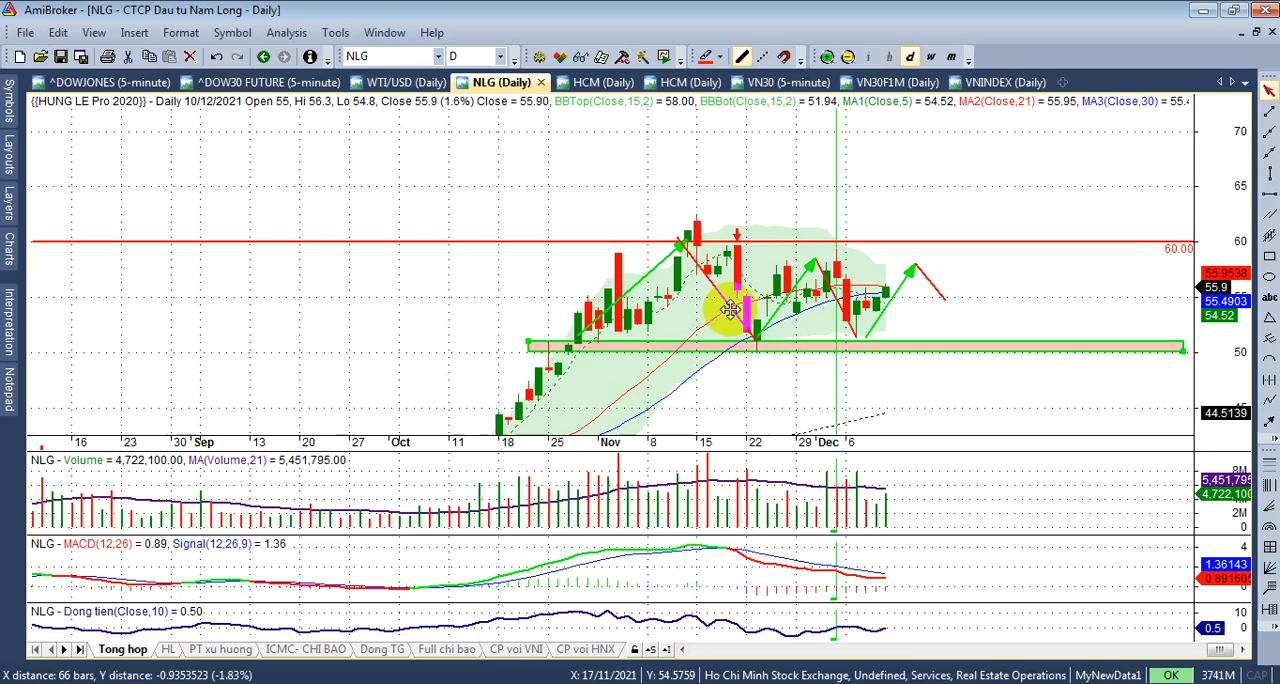 AmiBroker - [NLG - CTCP Dau tu Nam Long - Daily]
File Edit View Insert Format Symbol Analysis Tools Window Help
NLG D i h d w m
^DOWJONES (5-minute) ^DOW30 FUTURE (5-minute) WTI/USD (Daily) NLG (Daily) HCM (Daily) HCM (Daily) VN30 (5-minute) VN30F1M (Daily) VNINDEX (Daily)
{{HUNG LE Pro 2020}} - Daily 10/12/2021 Open 55, Hi 56.3, Lo 54.8, Close 55.9 (1.6%) Close = 55.90, BBTop(Close,15,2) = 58.00, BBBot(Close,15,2) = 51.94, MA1(Close,5) = 54.52, MA2(Close,21) = 55.95, MA3(Close,30) = 55.4
Symbols
Layouts
Layers
Charts
Interpretation
Notepad
abc
70
65
60
60.00
55.9538
55.9
55.4903
54.52
50
44.5139
16 23 30 Sep 13 20 27 Oct 11 18 25 Nov 8 15 22 29 Dec 6
NLG - Volume = 4,722,100.00, MA(Volume,21) = 5,451,795.00
8M
5,451,795
4,722,100
2M
0
NLG - MACD(12,26) = 0.89, Signal(12,26,9) = 1.36
4
1.36143
0.891605
NLG - Dong tien(Close,10) = 0.50
10
0.5 0
Tong hop HL PT xu huong ICMC- CHI BAO Dong TG Full chi bao CP voi VNI CP voi HNX
X distance: 66 bars, Y distance: -0.9353523 (-1.83%) X: 17/11/2021 Y: 54.5759 Ho Chi Minh Stock Exchange, Undefined, Services, Real Estate Operations MyNewData1 OK 3741M CAP